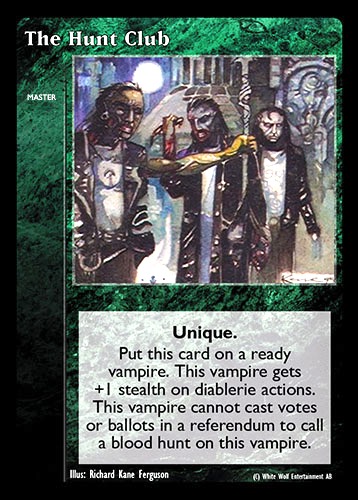 The Hunt Club
MASTER
Unique.
Put this card on a ready
vampire. This vampire gets
+1 stealth on diablerie actions.
This vampire cannot cast votes
or ballots in a referendum to call
a blood hunt on this vampire.
Illus: Richard Kane Ferguson
(C) White Wolf Entertainment AB